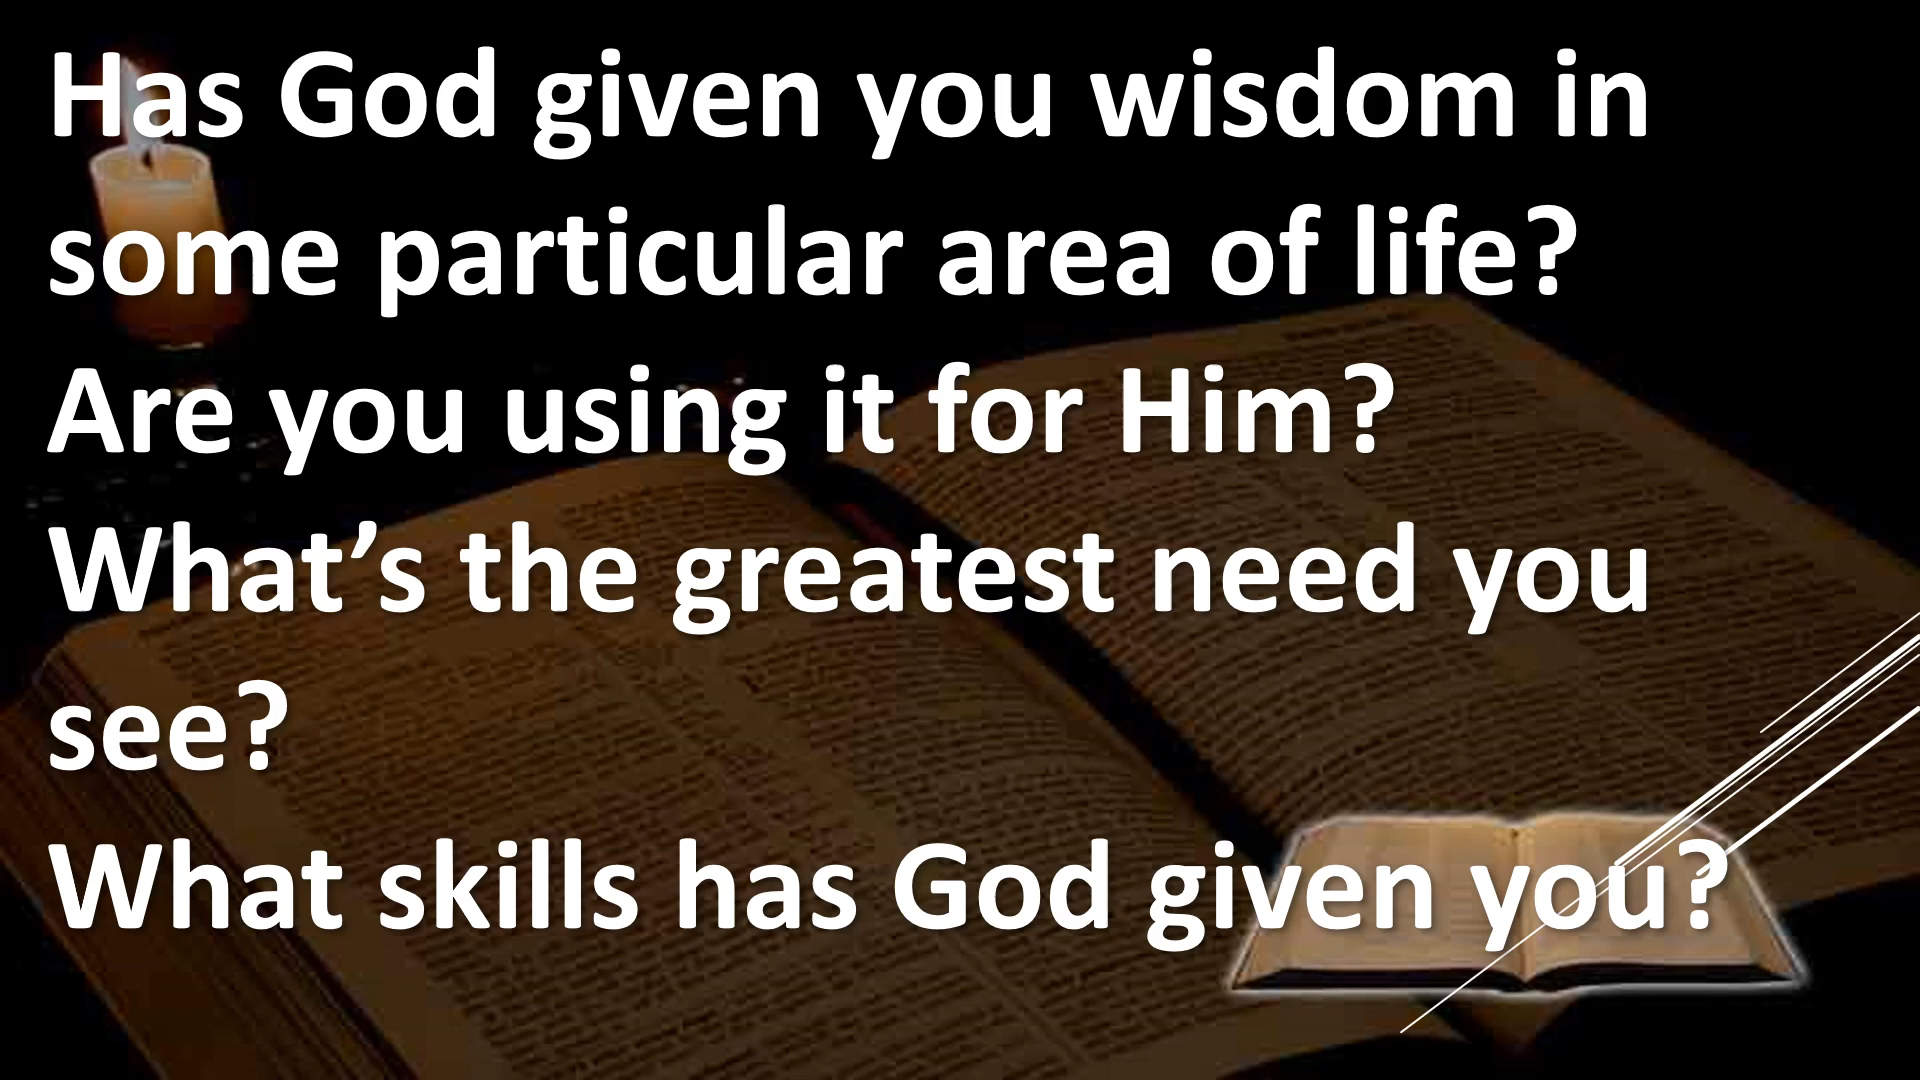 Has God given you wisdom in
some particular area of life?
Are you using it for Him?
What’s the greatest need you
see?
What skills has God given you?